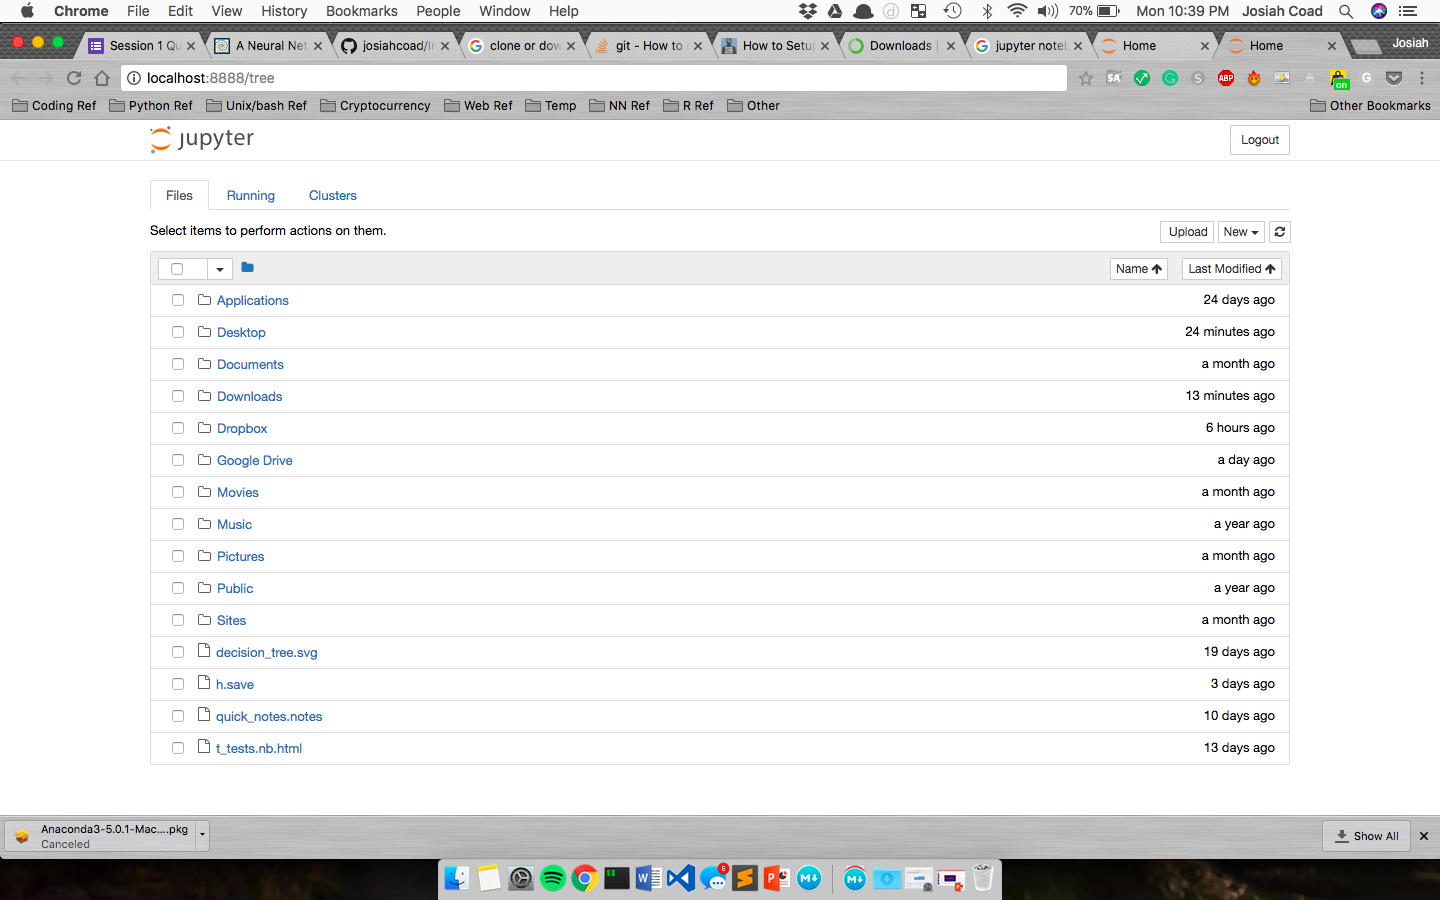 Chrome File Edit View History Bookmarks People Window Help 70% Mon 10:39 PM Josiah Coad
Session 1 Qu A Neural Net josiahcoad/I clone or dow git - How to How to Setup Downloads jupyter noteb Home Home Josiah
localhost:8888/tree SA ABP on G
Coding Ref Python Ref Unix/bash Ref Cryptocurrency Web Ref Temp NN Ref R Ref Other Other Bookmarks
jupyter Logout
Files Running Clusters
Select items to perform actions on them. Upload New
Name Last Modified
Applications 24 days ago
Desktop 24 minutes ago
Documents a month ago
Downloads 13 minutes ago
Dropbox 6 hours ago
Google Drive a day ago
Movies a month ago
Music a year ago
Pictures a month ago
Public a year ago
Sites a month ago
decision_tree.svg 19 days ago
h.save 3 days ago
quick_notes.notes 10 days ago
t_tests.nb.html 13 days ago
Anaconda3-5.0.1-Mac....pkg Show All
Canceled